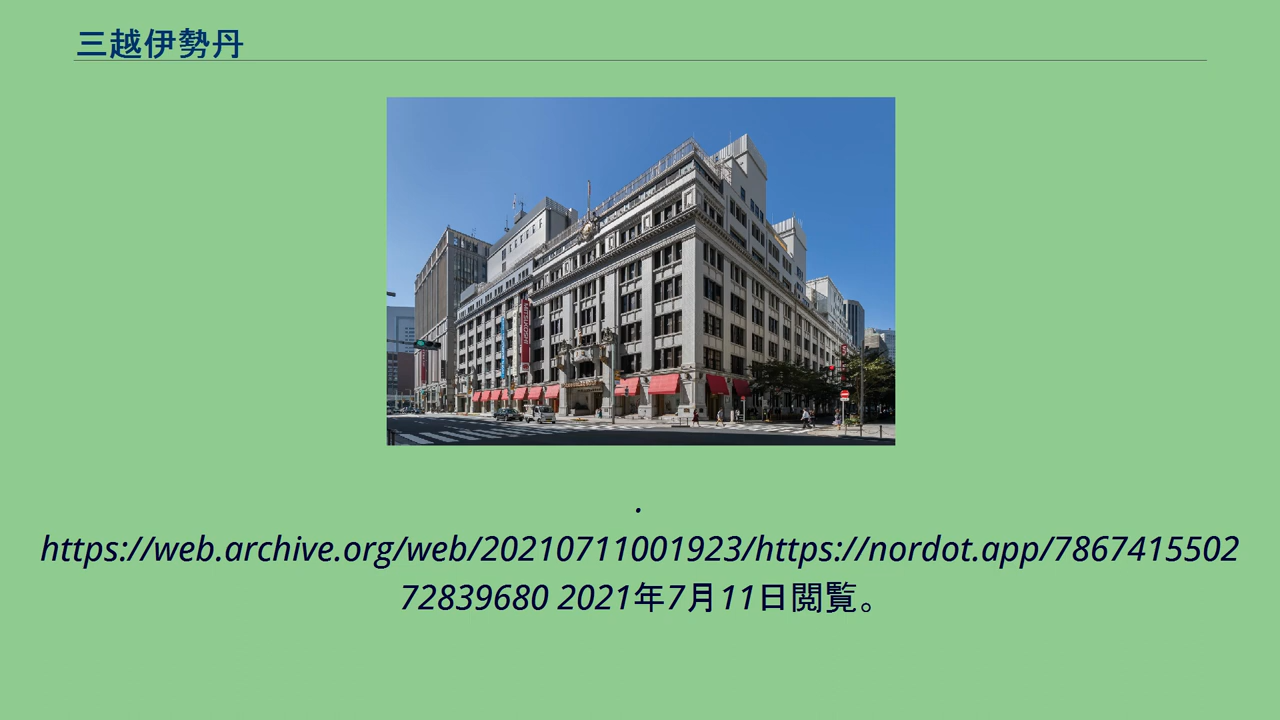 三越伊勢丹
MITSUKOSHI
.
https://web.archive.org/web/20210711001923/https://nordot.app/7867415502
72839680 2021年7月11日閲覧。